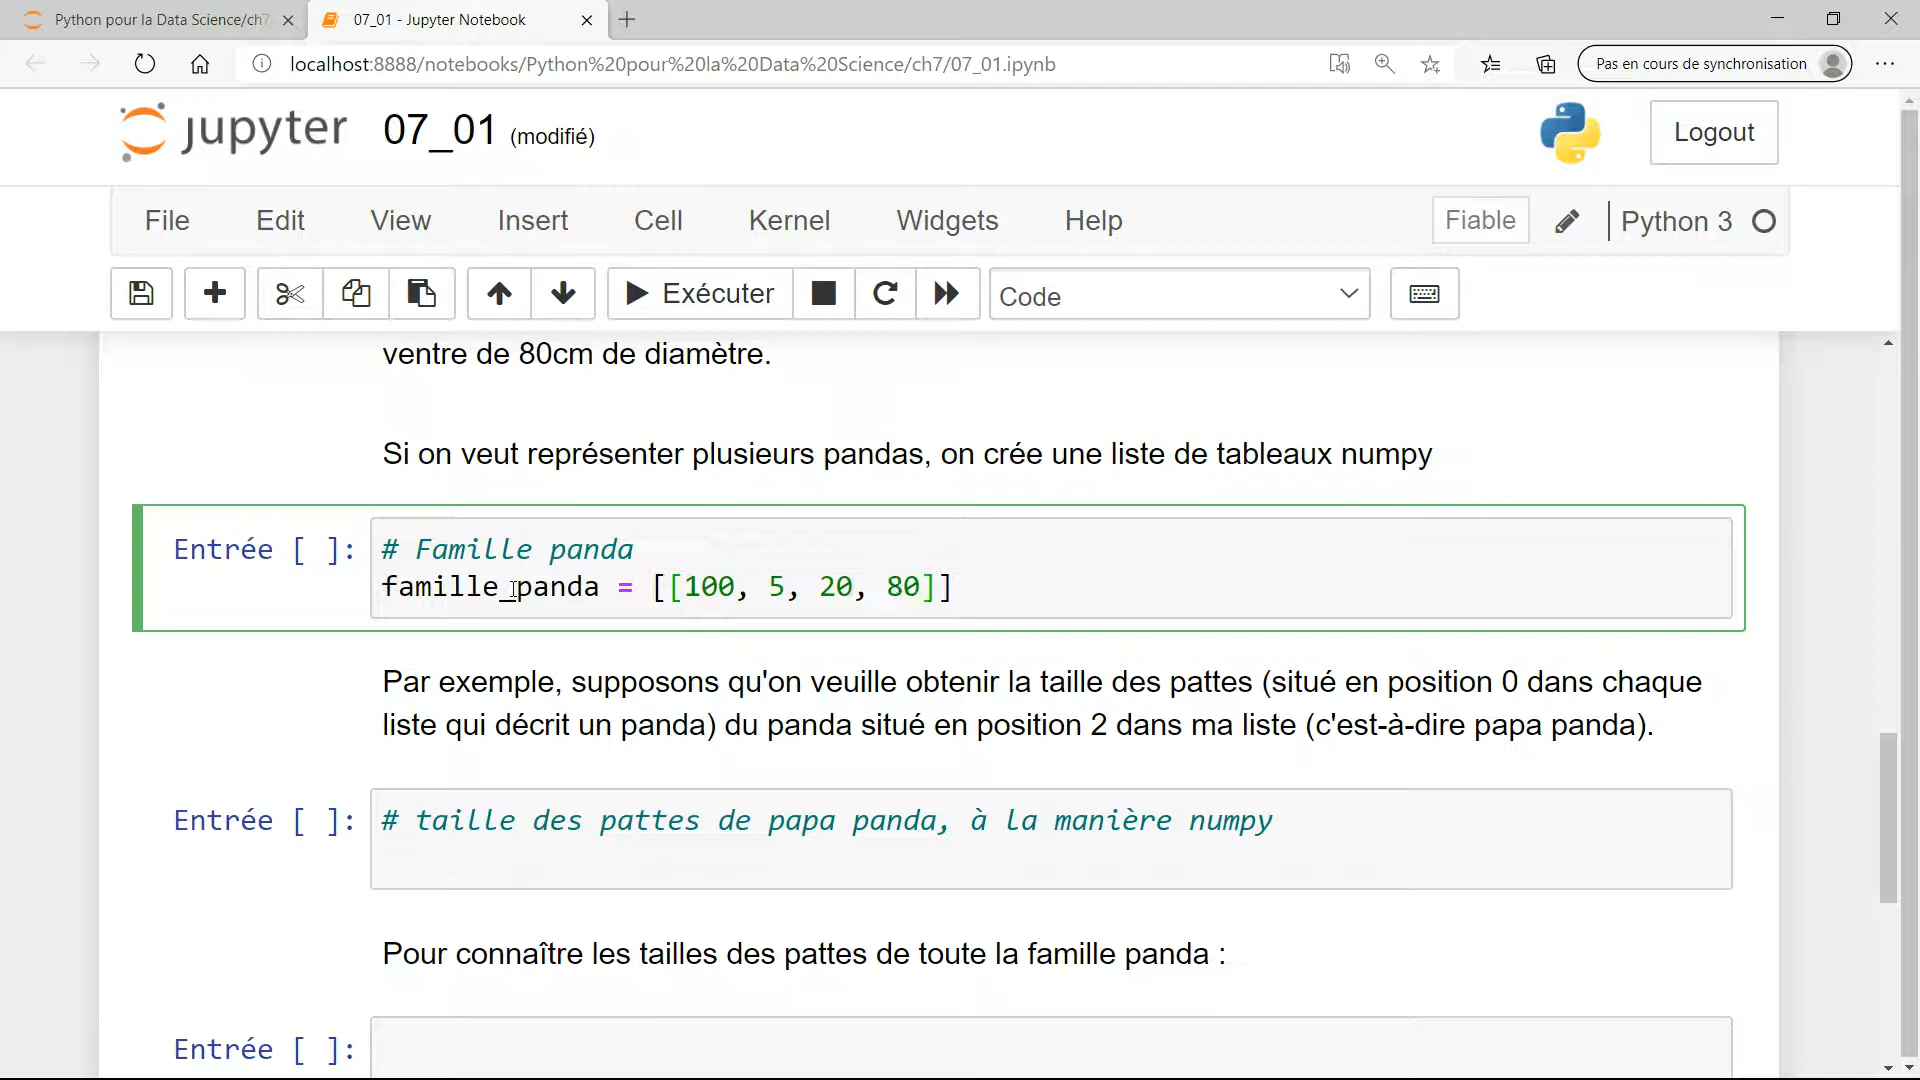 Python pour la Data Science/ch7
07_01 - Jupyter Notebook
localhost:8888/notebooks/Python%20pour%20la%20Data%20Science/ch7/07_01.ipynb
Pas en cours de synchronisation
jupyter 07_01 (modifié)
Logout
File Edit View Insert Cell Kernel Widgets Help
Fiable
Python 3
Exécuter
Code
ventre de 80cm de diamètre.
Si on veut représenter plusieurs pandas, on crée une liste de tableaux numpy
Entrée [ ]: # Famille panda
famille_panda = [[100, 5, 20, 80]]
Par exemple, supposons qu'on veuille obtenir la taille des pattes (situé en position 0 dans chaque
liste qui décrit un panda) du panda situé en position 2 dans ma liste (c'est-à-dire papa panda).
Entrée [ ]: # taille des pattes de papa panda, à la manière numpy
Pour connaître les tailles des pattes de toute la famille panda :
Entrée [ ]: